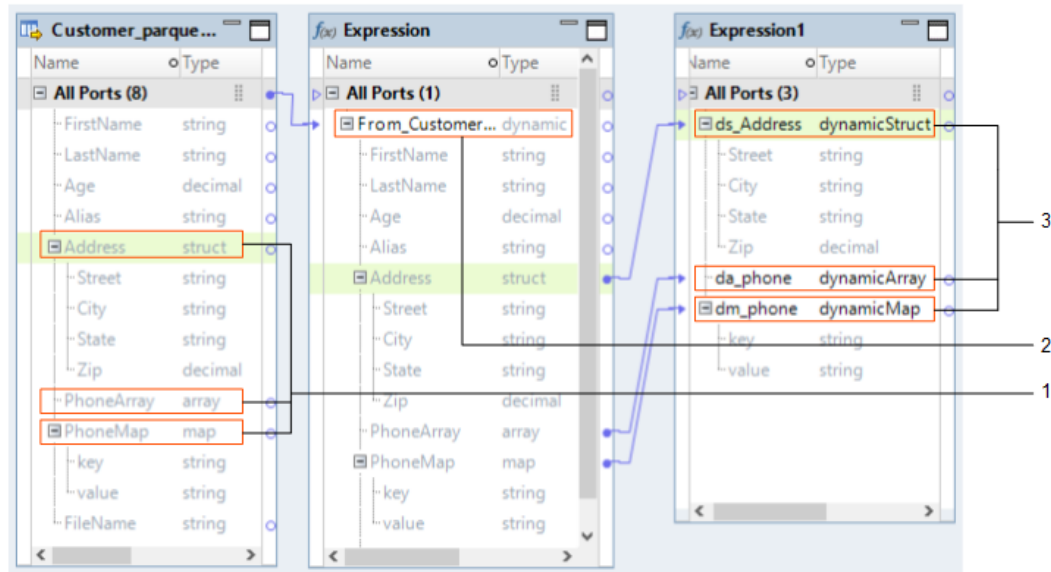 Customer_parque...
Name Type
All Ports (8)
FirstName string
LastName string
Age decimal
Alias string
Address struct
Street string
City string
State string
Zip decimal
PhoneArray array
PhoneMap map
key string
value string
FileName string
f(x) Expression
Name Type
All Ports (1)
From_Customer... dynamic
FirstName string
LastName string
Age decimal
Alias string
Address struct
Street string
City string
State string
Zip decimal
PhoneArray array
PhoneMap map
key string
value string
f(x) Expression1
Name Type
All Ports (3)
ds_Address dynamicStruct
Street string
City string
State string
Zip decimal
da_phone dynamicArray
dm_phone dynamicMap
key string
value string
3
2
1